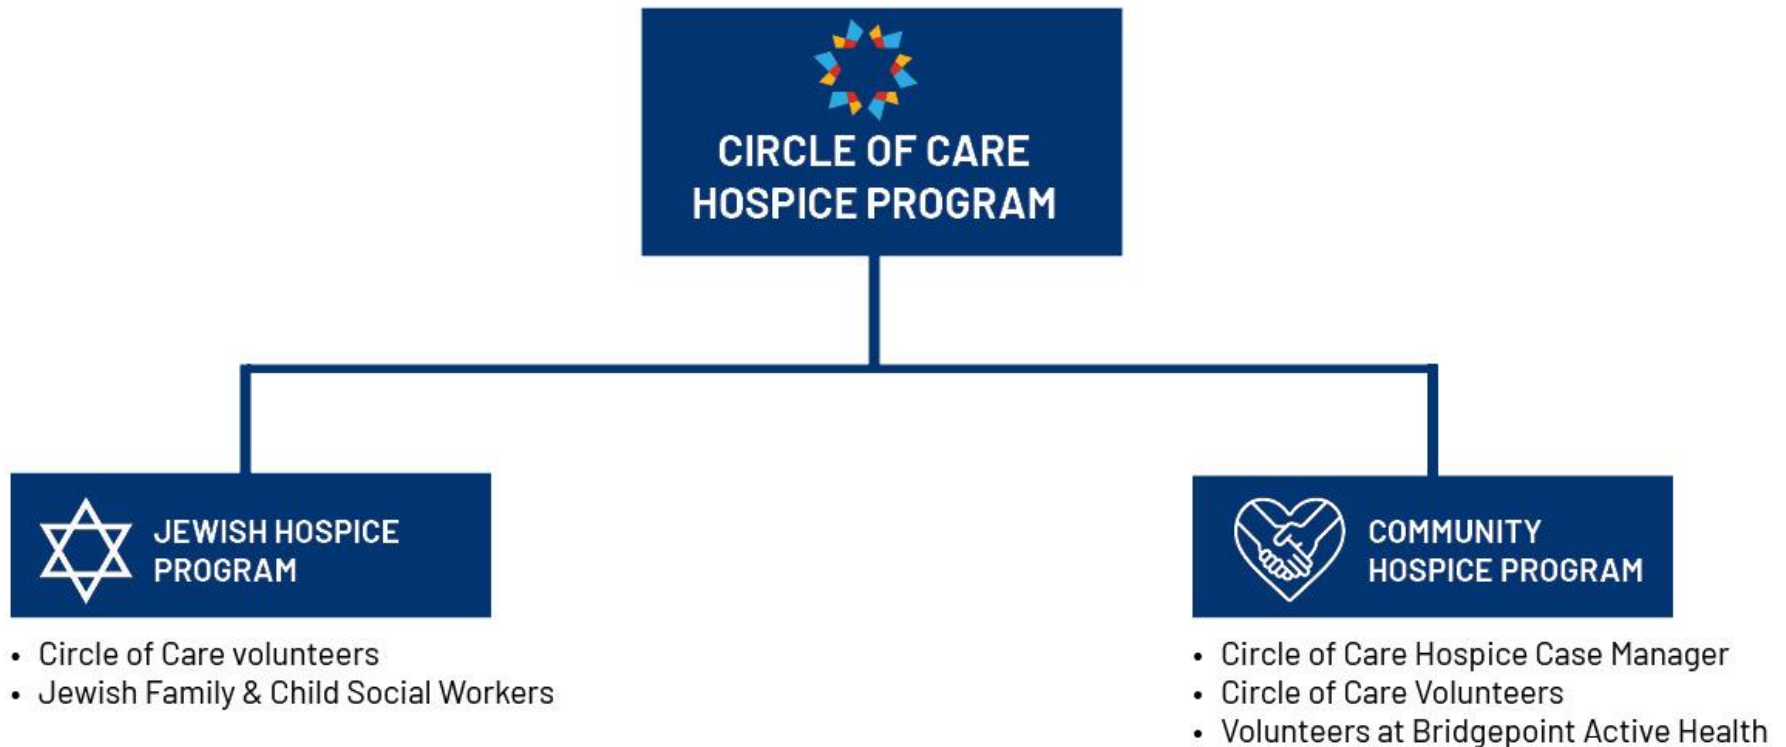 CIRCLE OF CARE
HOSPICE PROGRAM
JEWISH HOSPICE
PROGRAM
• Circle of Care volunteers
• Jewish Family & Child Social Workers
COMMUNITY
HOSPICE PROGRAM
• Circle of Care Hospice Case Manager
• Circle of Care Volunteers
• Volunteers at Bridgepoint Active Health